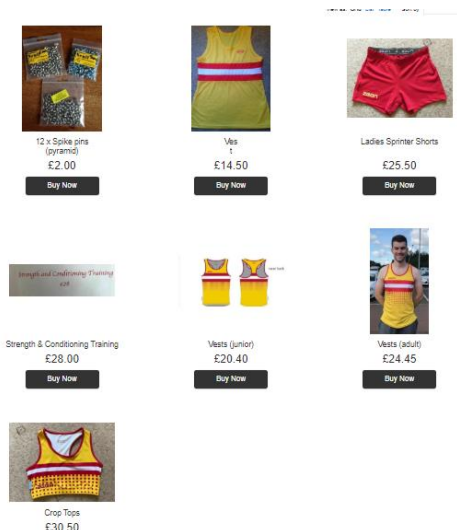 12 x Spike pins
(pyramid)
£2.00
Buy Now
Ves
t
£14.50
Buy Now
Ladies Sprinter Shorts
£25.50
Buy Now
Strength and Conditioning Training
£28
Strength & Conditioning Training
£28.00
Buy Now
Vests (junior)
£20.40
Buy Now
Vests (adult)
£24.45
Buy Now
Crop Tops
£30.50